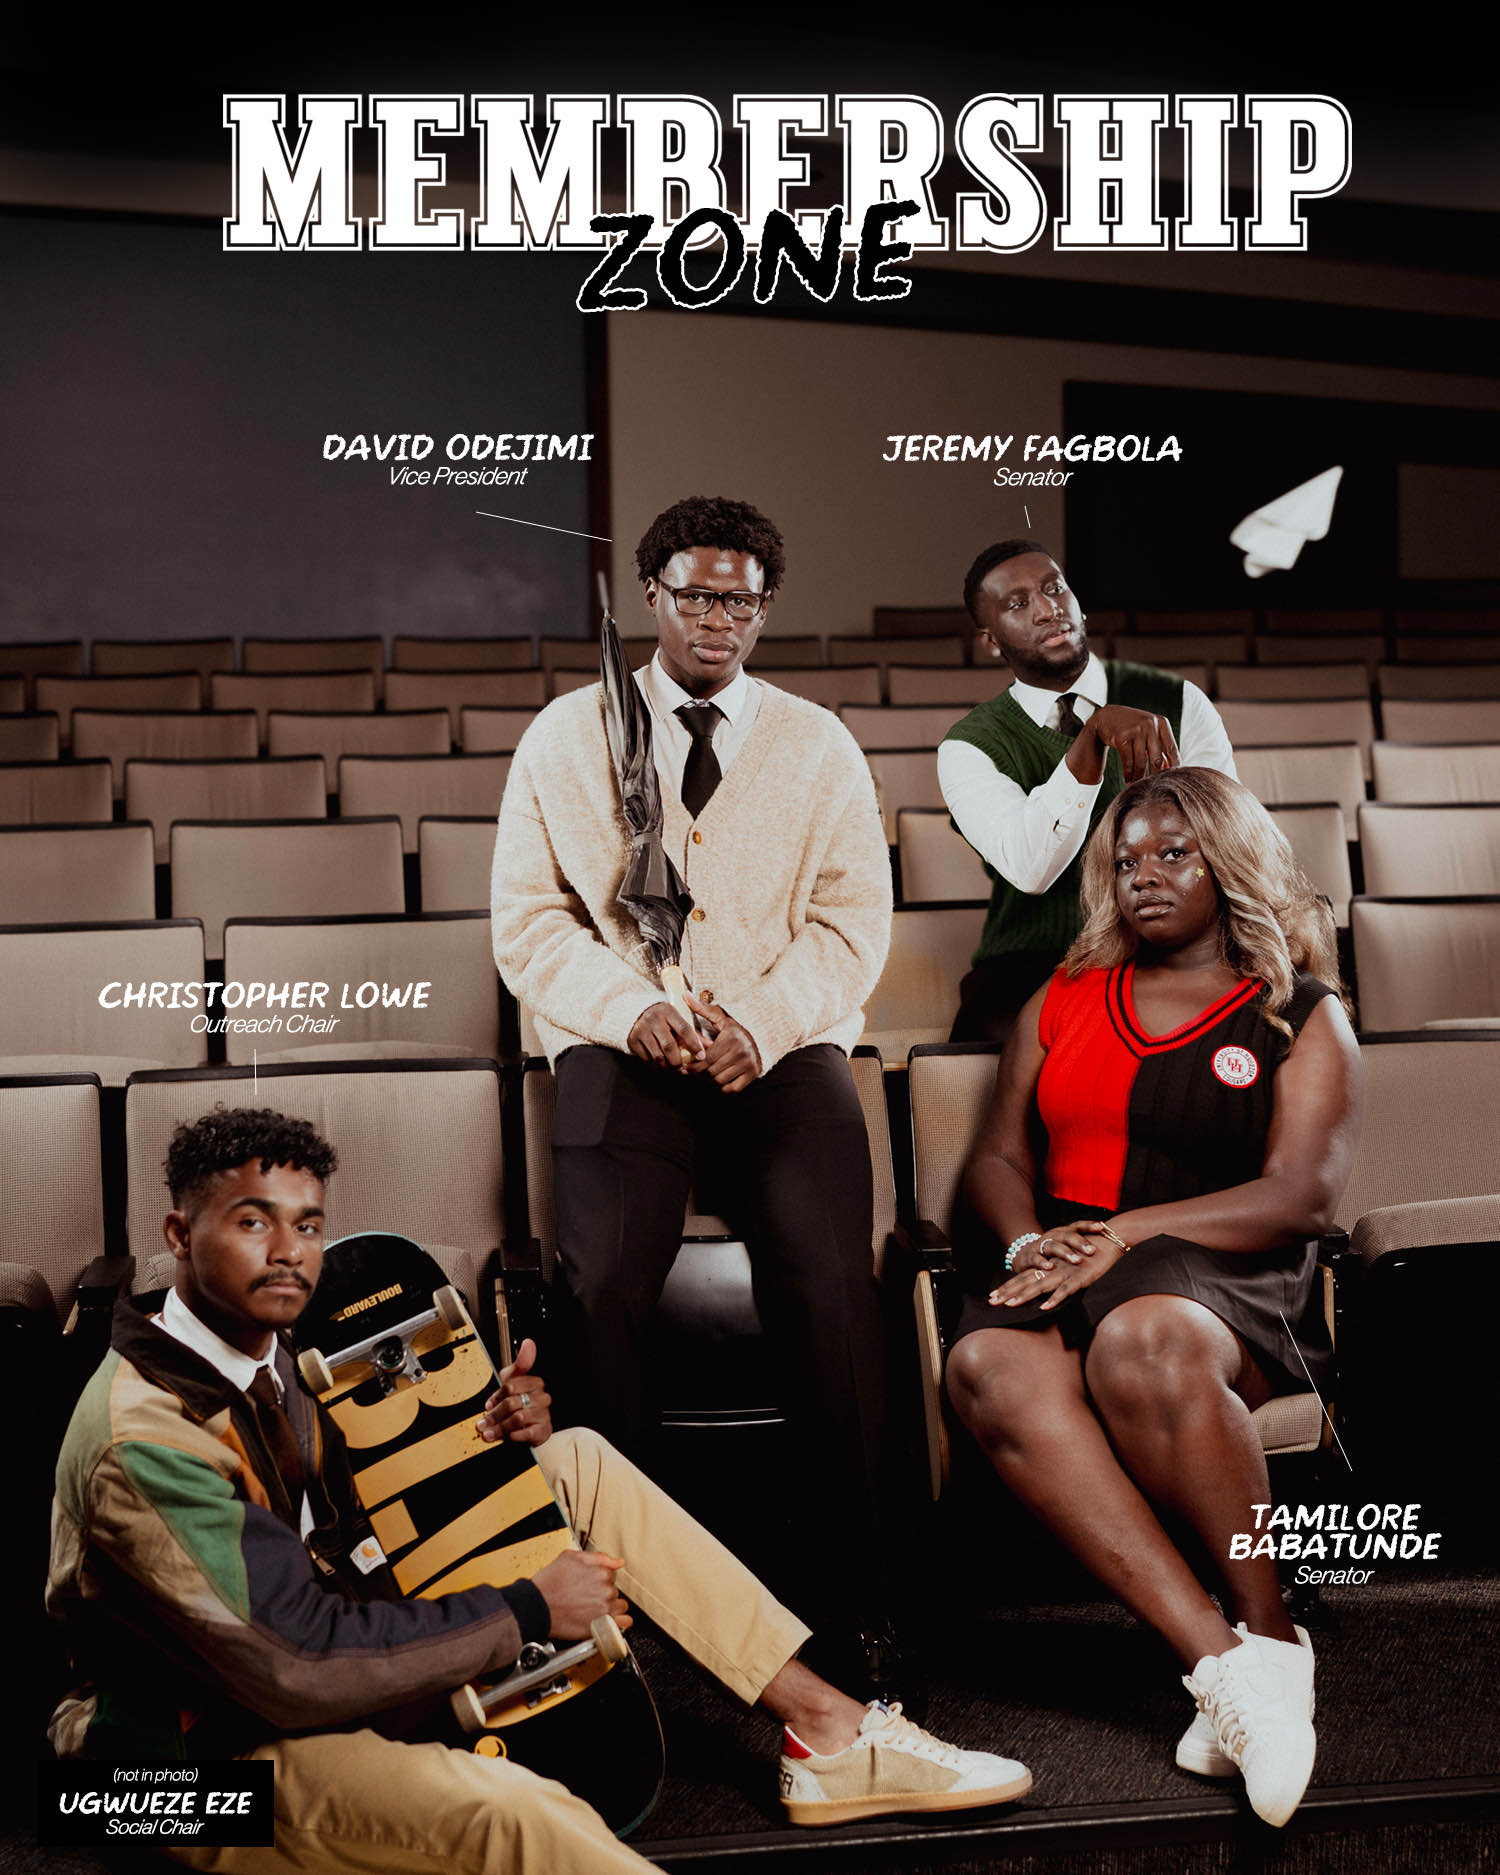 MEMBERSHIP
ZONE
DAVID ODEJIMI
Vice President
JEREMY FAGBOLA
Senator
CHRISTOPHER LOWE
Outreach Chair
BOULEVARD
TAMILORE
BABATUNDE
Senator
(not in photo)
UGWUEZE EZE
Social Chair